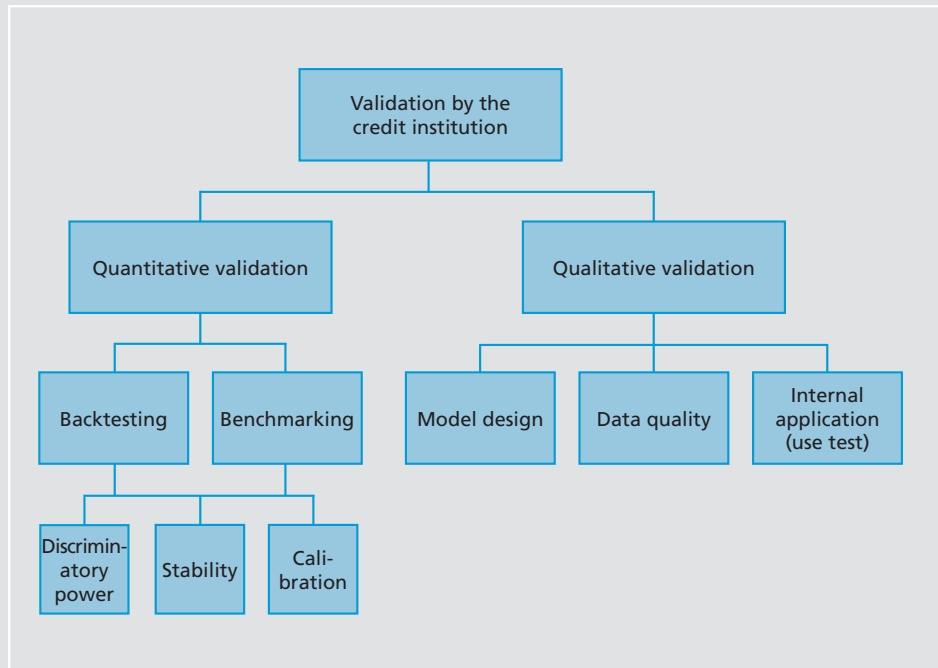 Validation by the
credit institution
Quantitative validation
Qualitative validation
Backtesting
Benchmarking
Model design
Data quality
Internal
application
(use test)
Discrimin-
atory
power
Stability
Cali-
bration